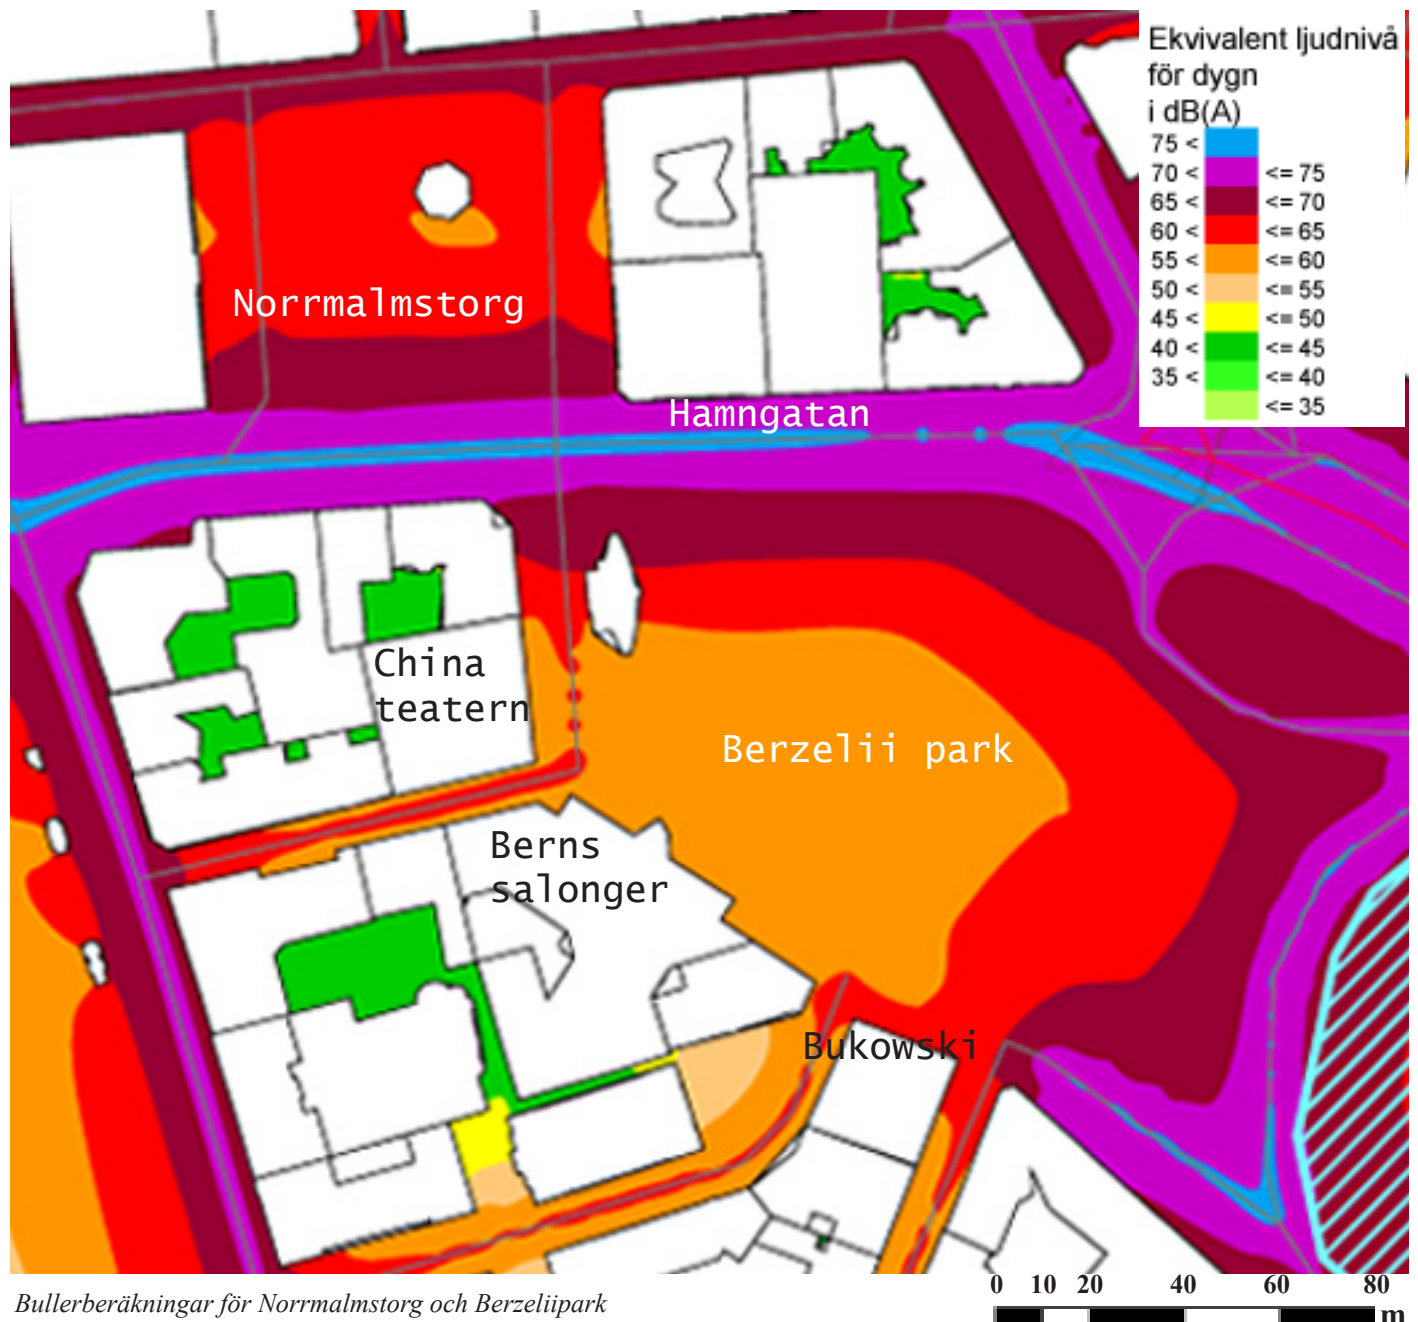 Ekvivalent ljudnivå
för dygn
i dB(A)
75 <
70 < <= 75
65 < <= 70
60 < <= 65
55 < <= 60
50 < <= 55
45 < <= 50
40 < <= 45
35 < <= 40
<= 35
Norrmalmstorg
Hamngatan
China
teatern
Berzelii park
Berns
salonger
Bukowski
Bullerberäkningar för Norrmalmstorg och Berzeliipark
0 10 20 40 60 80
m